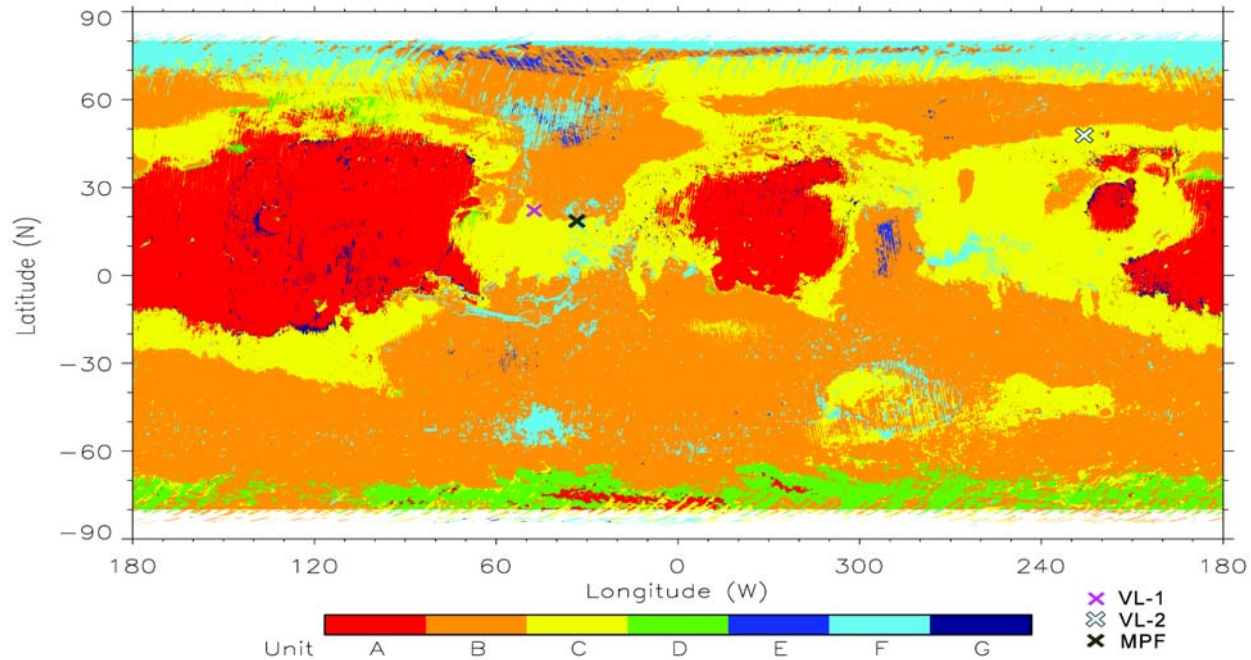 90
60
30
0
−30
−60
−90
Latitude (N)
180 120 60 0 300 240 180
Longitude (W)
Unit A B C D E F G
VL-1
VL-2
MPF